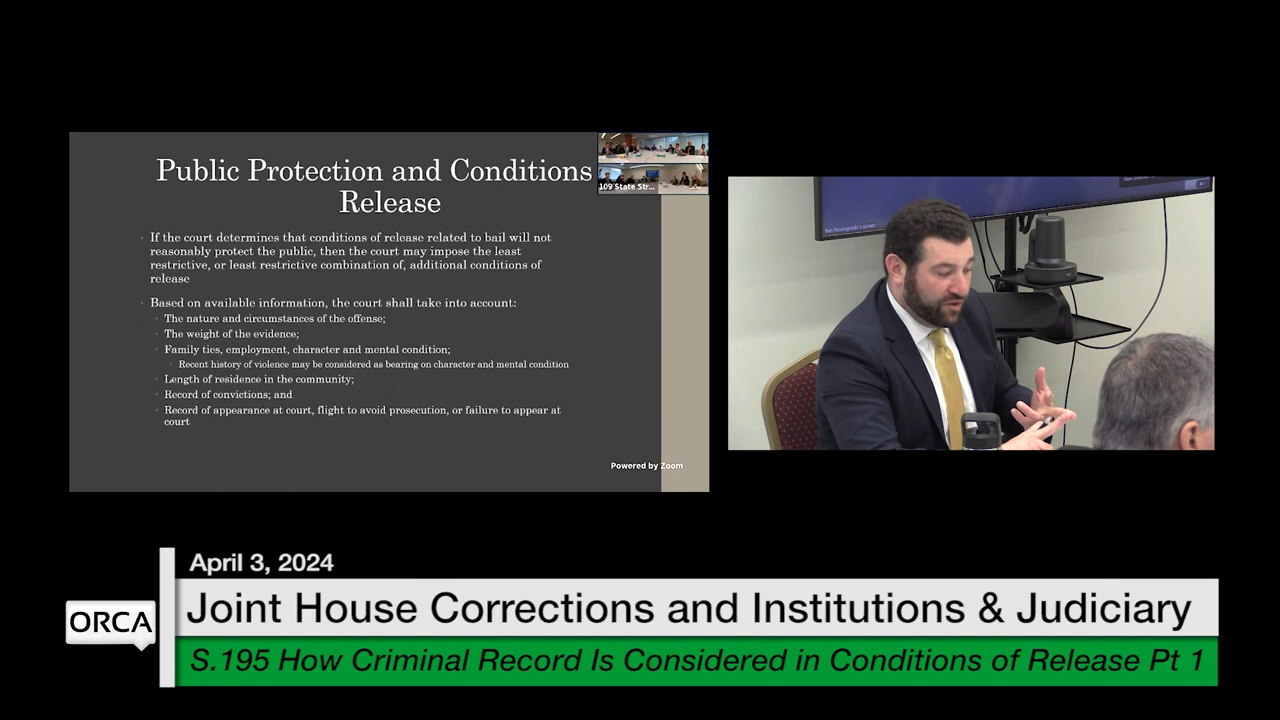 Public Protection and Conditions
Release
If the court determines that conditions of release related to bail will not
reasonably protect the public, then the court may impose the least
restrictive, or least restrictive combination of, additional conditions of
release
Based on available information, the court shall take into account:
The nature and circumstances of the offense;
The weight of the evidence;
Family ties, employment, character and mental condition;
Recent history of violence may be considered as bearing on character and mental condition
Length of residence in the community;
Record of convictions; and
Record of appearance at court, flight to avoid prosecution, or failure to appear at
court
109 State Str...
Powered by Zoom
April 3, 2024
ORCA
Joint House Corrections and Institutions & Judiciary
S.195 How Criminal Record Is Considered in Conditions of Release Pt 1